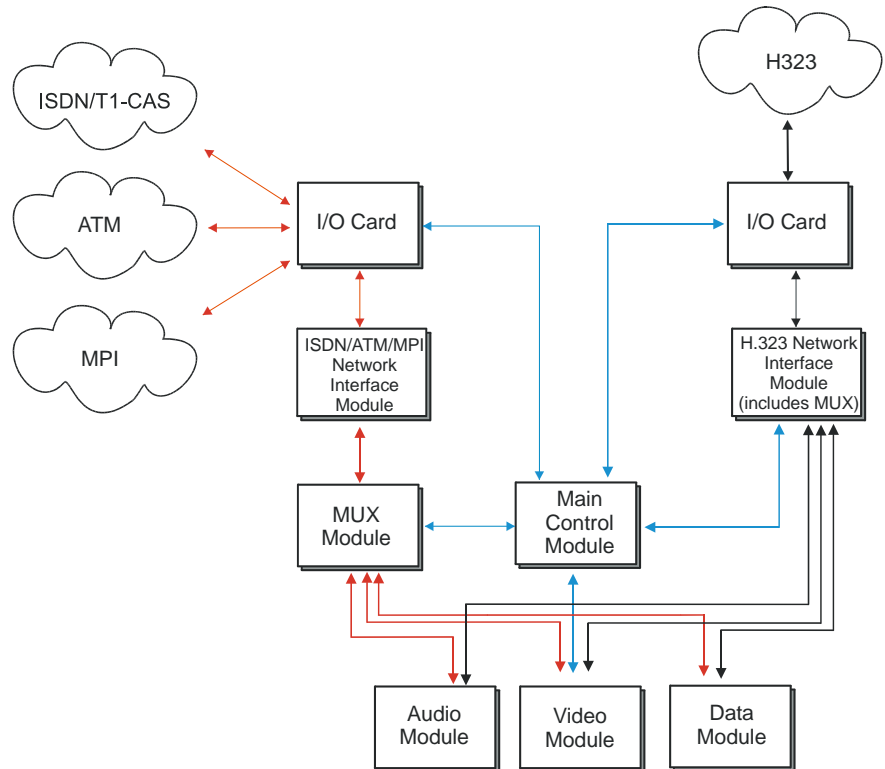 H323
ISDN/T1-CAS
ATM
MPI
I/O Card
I/O Card
ISDN/ATM/MPI
Network
Interface
Module
H.323 Network
Interface
Module
(includes MUX)
MUX
Module
Main
Control
Module
Audio
Module
Video
Module
Data
Module